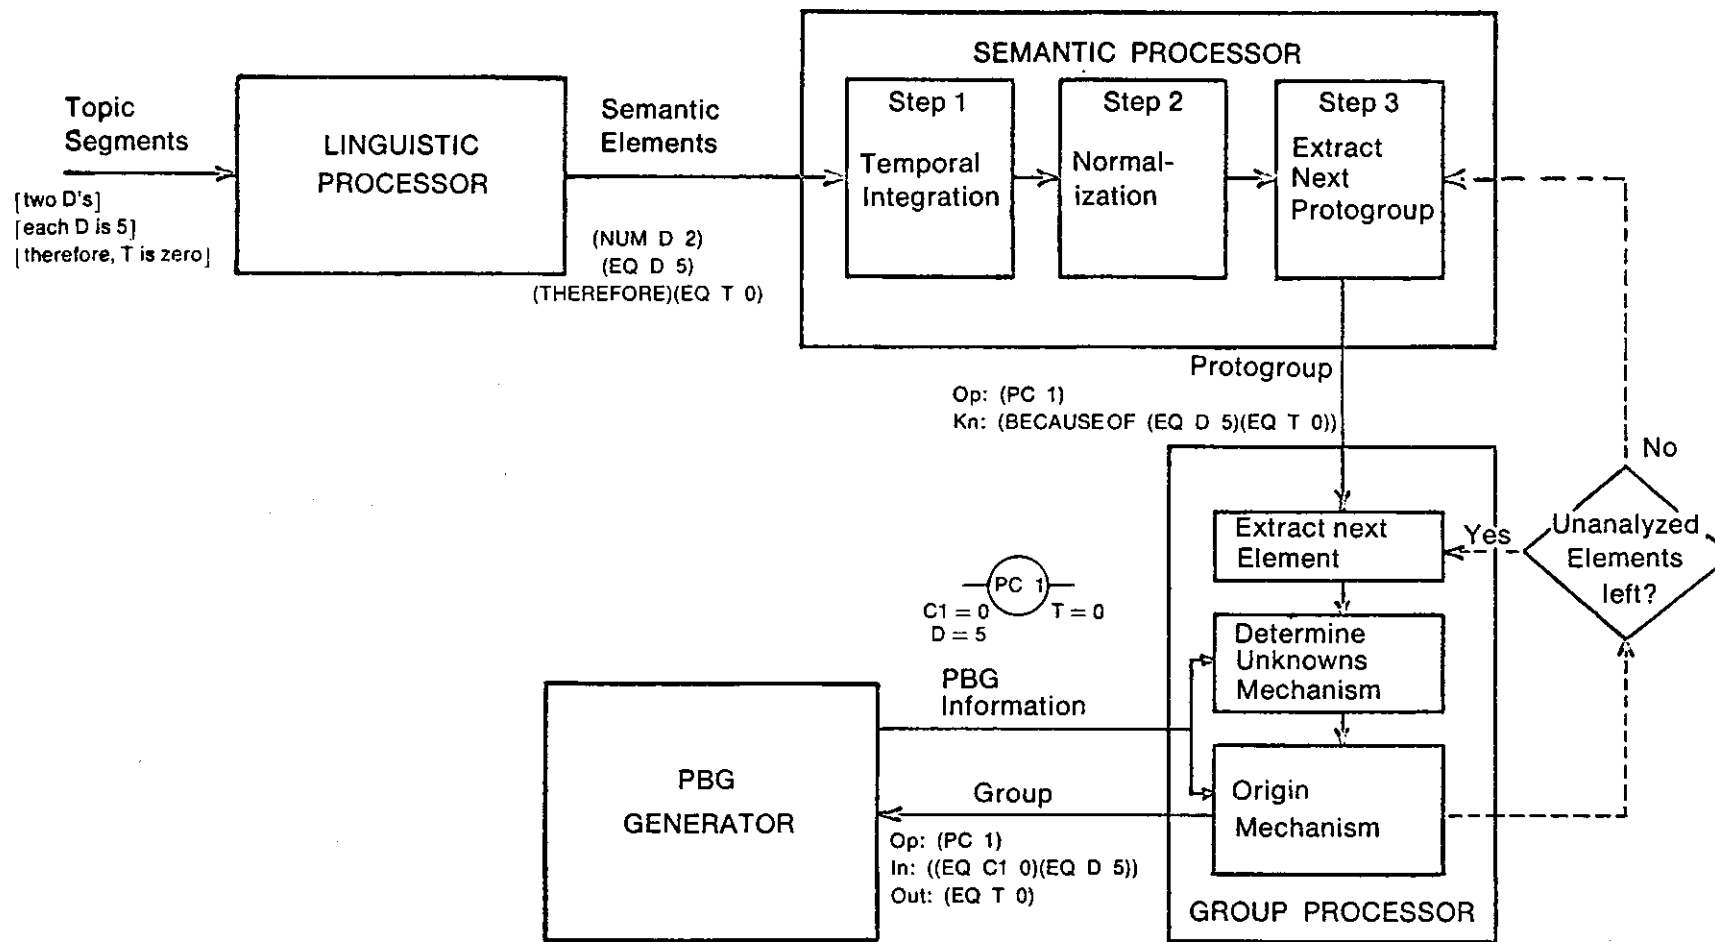 SEMANTIC PROCESSOR
Topic
Segments
[two D's]
[each D is 5]
[therefore, T is zero]
LINGUISTIC
PROCESSOR
Semantic
Elements
(NUM D 2)
(EQ D 5)
(THEREFORE)(EQ T 0)
Step 1
Temporal
Integration
Step 2
Normal-
ization
Step 3
Extract
Next
Protogroup
Protogroup
Op: (PC 1)
Kn: (BECAUSEOF (EQ D 5)(EQ T 0))
No
Unanalyzed
Elements
left?
Yes
Extract next
Element
PC 1
C1 = 0
D = 5
T = 0
Determine
Unknowns
Mechanism
PBG
Information
PBG
GENERATOR
Group
Op: (PC 1)
In: ((EQ C1 0)(EQ D 5))
Out: (EQ T 0)
Origin
Mechanism
GROUP PROCESSOR